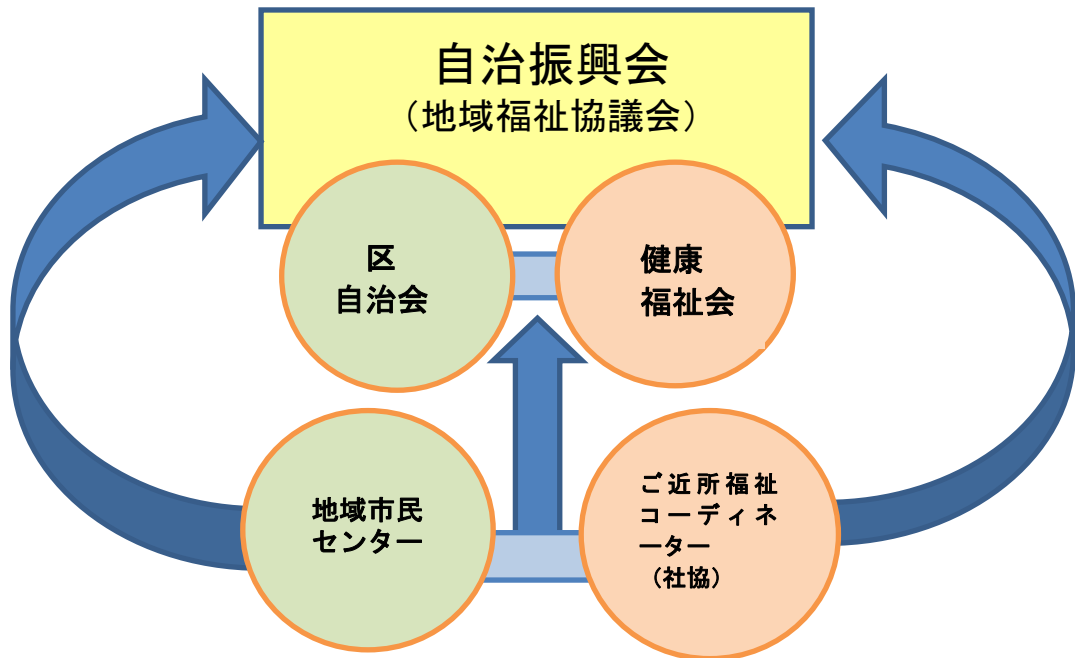 自治振興会
（地域福祉協議会）
区
自治会
健康
福祉会
地域市民
センター
ご近所福祉
コーディネ
ーター
（社協）